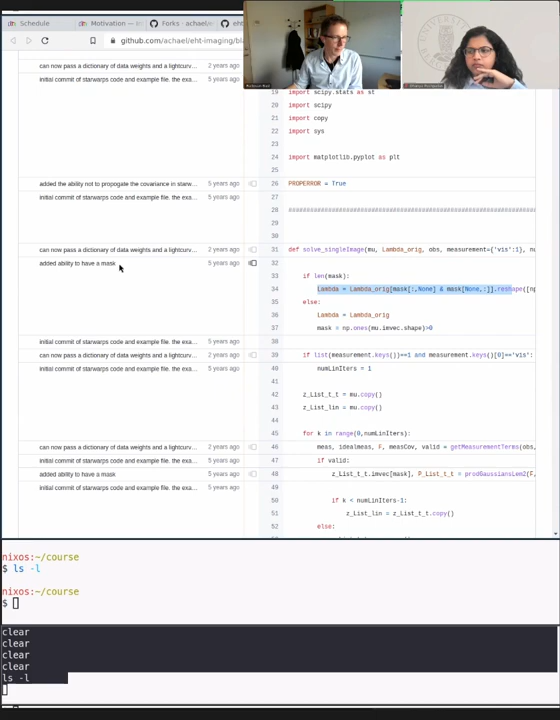 Schedule
Motivation —
Forks · achael/
eht
github.com/achael/eht-imaging/bl
can now pass a dictionary of data weights and a lightcurv… 2 years ago
initial commit of starwarps code and example file. the exa… 5 years ago
19 import scipy.stats as st
20 import scipy
21 import copy
22 import sys
23
24 import matplotlib.pyplot as plt
25
added the ability not to propogate the covariance in starw… 5 years ago 26 PROPERROR = True
initial commit of starwarps code and example file. the exa… 5 years ago 27
28
29
30
can now pass a dictionary of data weights and a lightcurv… 2 years ago 31 def solve_singleImage(mu, Lambda_orig, obs, measurement={'vis':1}, nu
added ability to have a mask 5 years ago 32
33 if len(mask):
34 Lambda = Lambda_orig[mask[:,None] & mask[None,:]].reshape([np
35 else:
36 Lambda = Lambda_orig
37 mask = np.ones(mu.imvec.shape)>0
initial commit of starwarps code and example file. the exa… 5 years ago 38
can now pass a dictionary of data weights and a lightcurv… 2 years ago 39 if list(measurement.keys())==1 and measurement.keys()[0]=='vis':
initial commit of starwarps code and example file. the exa… 5 years ago 40 numLinIters = 1
41
42 z_List_t_t = mu.copy()
43 z_List_lin = mu.copy()
44
45 for k in range(0,numLinIters):
can now pass a dictionary of data weights and a lightcurv… 2 years ago 46 meas, idealmeas, F, measCov, valid = getMeasurementTerms(obs,
initial commit of starwarps code and example file. the exa… 5 years ago 47 if valid:
added ability to have a mask 5 years ago 48 z_List_t_t.imvec[mask], P_List_t_t = prodGaussiansLem2(F,
initial commit of starwarps code and example file. the exa… 5 years ago 49
50 if k < numLinIters-1:
51 z_List_lin = z_List_t_t.copy()
52 else:
nixos:~/course
$ ls -l
nixos:~/course
$
clear
clear
clear
clear
ls -l